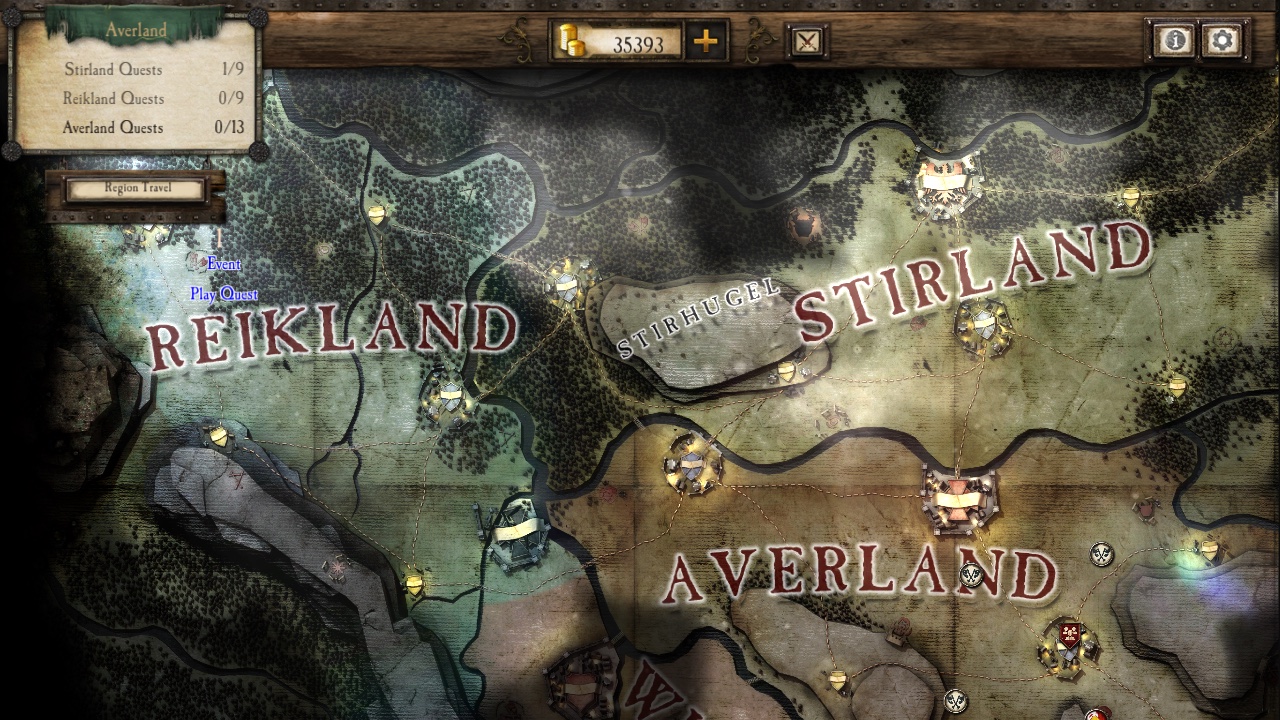 Averland
35393
Stirland Quests 1/9
Reikland Quests 0/9
Averland Quests 0/13
Region Travel
Event
Play Quest
REIKLAND
STIRHUGEL
STIRLAND
AVERLAND
W